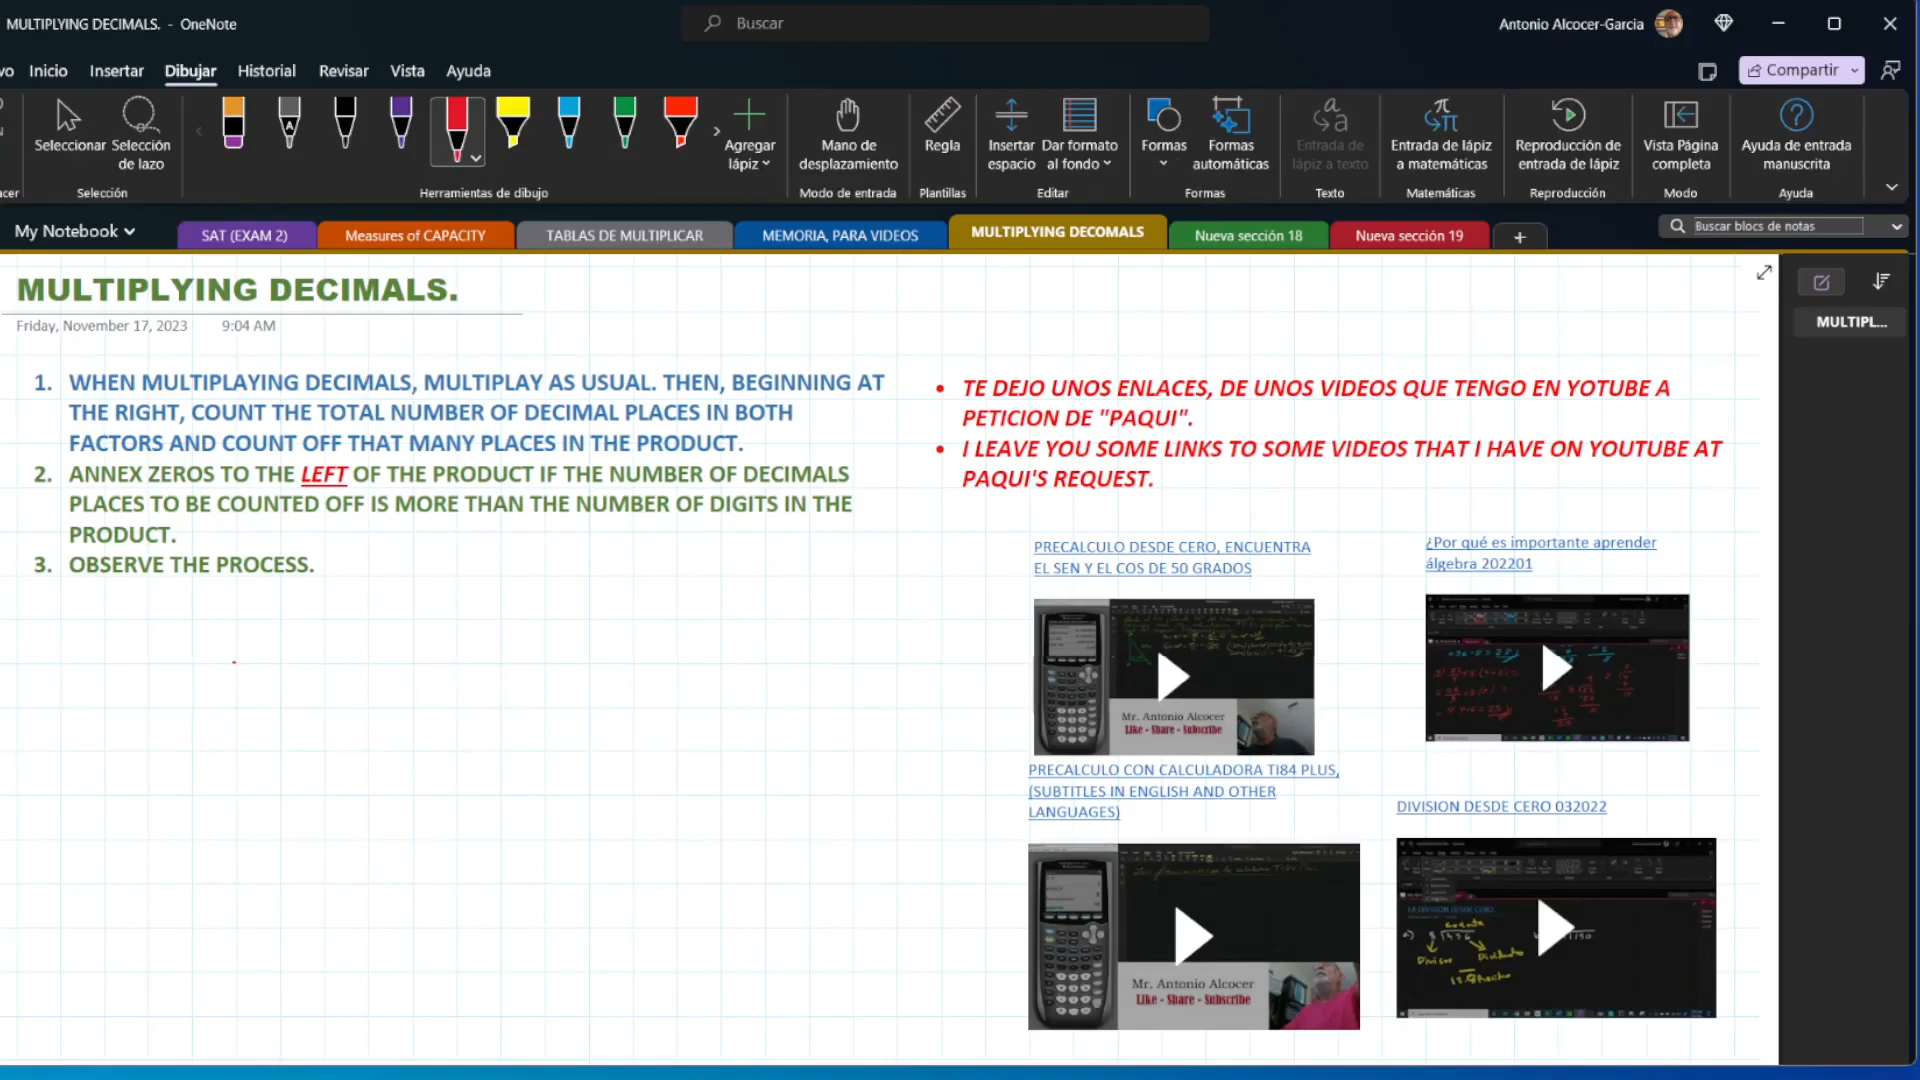 MULTIPLYING DECIMALS. - OneNote
Buscar
Antonio Alcocer-Garcia
Inicio Insertar Dibujar Historial Revisar Vista Ayuda
Compartir
Seleccionar
Selección de lazo
Agregar lápiz
Mano de desplazamiento
Regla
Insertar espacio
Dar formato al fondo
Formas
Formas automáticas
Entrada de lápiz a texto
Entrada de lápiz a matemáticas
Reproducción de entrada de lápiz
Vista Página completa
Ayuda de entrada manuscrita
Selección
Herramientas de dibujo
Modo de entrada
Plantillas
Editar
Formas
Texto
Matemáticas
Reproducción
Modo
Ayuda
My Notebook
SAT (EXAM 2)
Measures of CAPACITY
TABLAS DE MULTIPLICAR
MEMORIA, PARA VIDEOS
MULTIPLYING DECOMALS
Nueva sección 18
Nueva sección 19
+
Buscar blocs de notas
MULTIPL...
MULTIPLYING DECIMALS.
Friday, November 17, 2023 9:04 AM
1. WHEN MULTIPLAYING DECIMALS, MULTIPLAY AS USUAL. THEN, BEGINNING AT
THE RIGHT, COUNT THE TOTAL NUMBER OF DECIMAL PLACES IN BOTH
FACTORS AND COUNT OFF THAT MANY PLACES IN THE PRODUCT.
2. ANNEX ZEROS TO THE LEFT OF THE PRODUCT IF THE NUMBER OF DECIMALS
PLACES TO BE COUNTED OFF IS MORE THAN THE NUMBER OF DIGITS IN THE
PRODUCT.
3. OBSERVE THE PROCESS.
• TE DEJO UNOS ENLACES, DE UNOS VIDEOS QUE TENGO EN YOTUBE A
PETICION DE "PAQUI".
• I LEAVE YOU SOME LINKS TO SOME VIDEOS THAT I HAVE ON YOUTUBE AT
PAQUI'S REQUEST.
PRECALCULO DESDE CERO, ENCUENTRA
EL SEN Y EL COS DE 50 GRADOS
¿Por qué es importante aprender
álgebra 202201
Mr. Antonio Alcocer
Like - Share - Subscribe
PRECALCULO CON CALCULADORA TI84 PLUS,
(SUBTITLES IN ENGLISH AND OTHER
LANGUAGES)
DIVISION DESDE CERO 032022
Mr. Antonio Alcocer
Like - Share - Subscribe
LA DIVISION DESDE CERO
Divisor